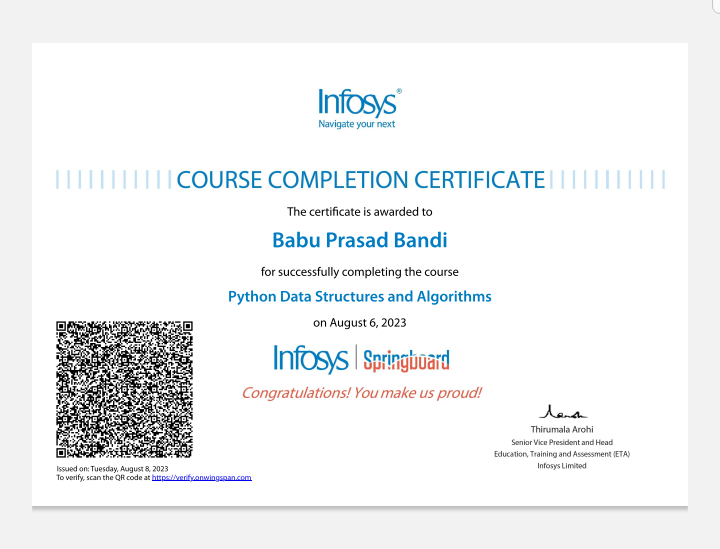 Infosys®
Navigate your next
COURSE COMPLETION CERTIFICATE
The certificate is awarded to
Babu Prasad Bandi
for successfully completing the course
Python Data Structures and Algorithms
on August 6, 2023
Infosys | Springboard
Congratulations! You make us proud!
Thirumala Arohi
Senior Vice President and Head
Education, Training and Assessment (ETA)
Infosys Limited
Issued on: Tuesday, August 8, 2023
To verify, scan the QR code at https://verify.onwingspan.com